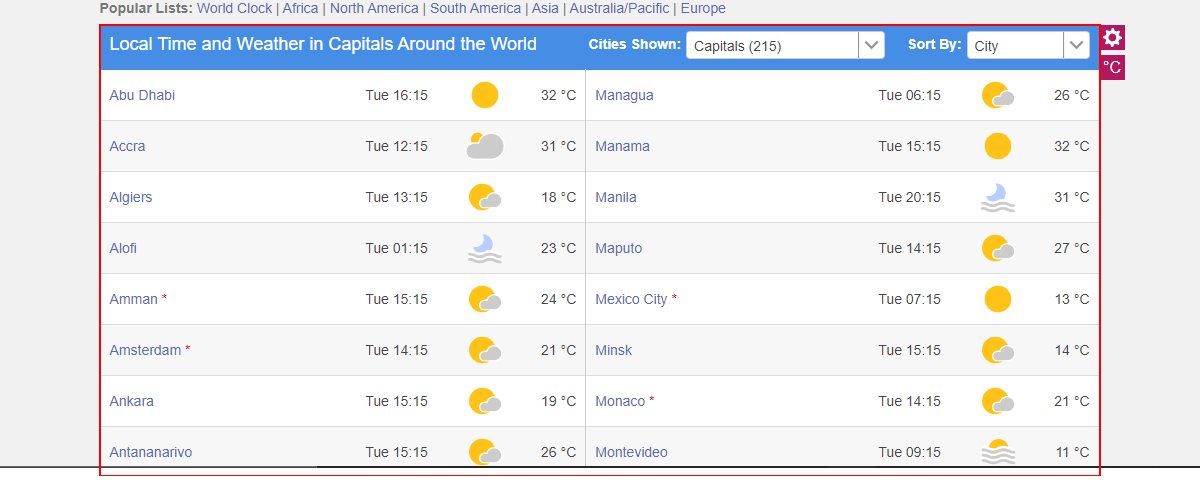 Popular Lists: World Clock | Africa | North America | South America | Asia | Australia/Pacific | Europe
Local Time and Weather in Capitals Around the World Cities Shown: Capitals (215) Sort By: City
°C
Abu Dhabi Tue 16:15 32 °C Managua Tue 06:15 26 °C
Accra Tue 12:15 31 °C Manama Tue 15:15 32 °C
Algiers Tue 13:15 18 °C Manila Tue 20:15 31 °C
Alofi Tue 01:15 23 °C Maputo Tue 14:15 27 °C
Amman * Tue 15:15 24 °C Mexico City * Tue 07:15 13 °C
Amsterdam * Tue 14:15 21 °C Minsk Tue 15:15 14 °C
Ankara Tue 15:15 19 °C Monaco * Tue 14:15 21 °C
Antananarivo Tue 15:15 26 °C Montevideo Tue 09:15 11 °C